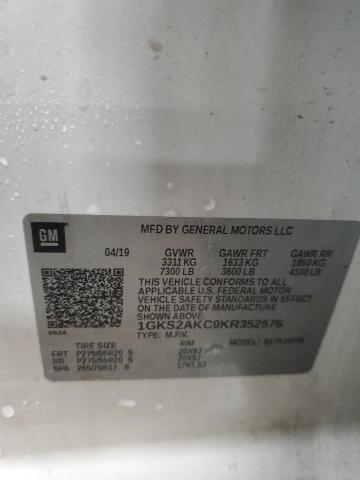 MFD BY GENERAL MOTORS LLC
GM
04/19 GVWR GAWR FRT GAWR RR
3311 KG 1633 KG 1860 KG
7300 LB 3600 LB 4100 LB
THIS VEHICLE CONFORMS TO ALL APPLICABLE
U.S. FEDERAL MOTOR
VEHICLE SAFETY
STANDARDS IN EFFECT ON THE DATE OF
MANUFACTURE SHOWN ABOVE.
1GKS2AKC9KR352576
TYPE: M.P.V.
TIRE SIZE RIM
FRT P275/55R20 S 20X9J
RR P275/55R20 S 20X9J
SPA 265/70R17 S